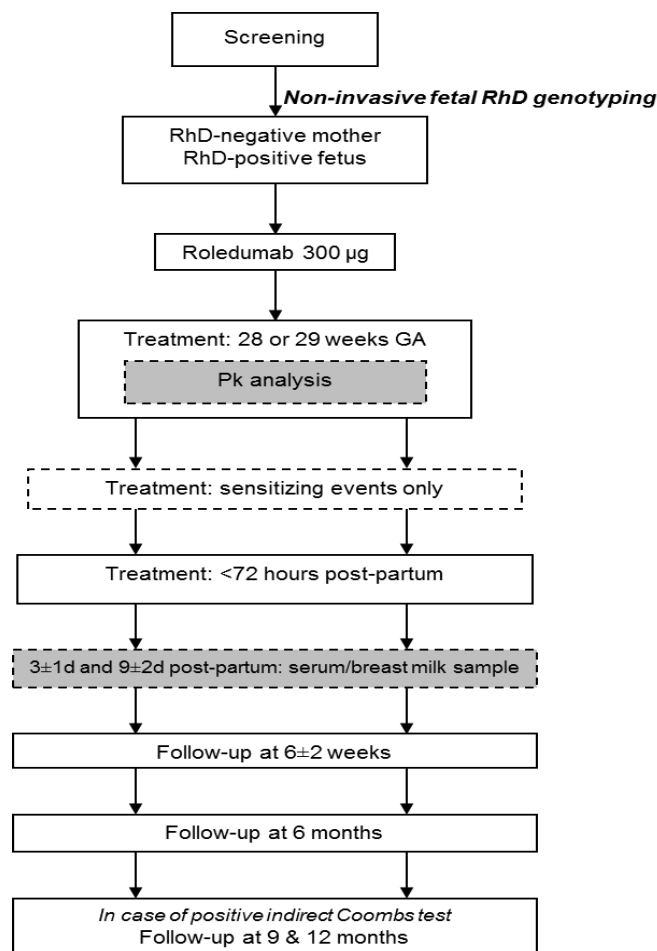 Screening
Non-invasive fetal RhD genotyping
RhD-negative mother
RhD-positive fetus
Roledumab 300 µg
Treatment: 28 or 29 weeks GA
Pk analysis
Treatment: sensitizing events only
Treatment: <72 hours post-partum
3±1d and 9±2d post-partum: serum/breast milk sample
Follow-up at 6±2 weeks
Follow-up at 6 months
In case of positive indirect Coombs test
Follow-up at 9 & 12 months